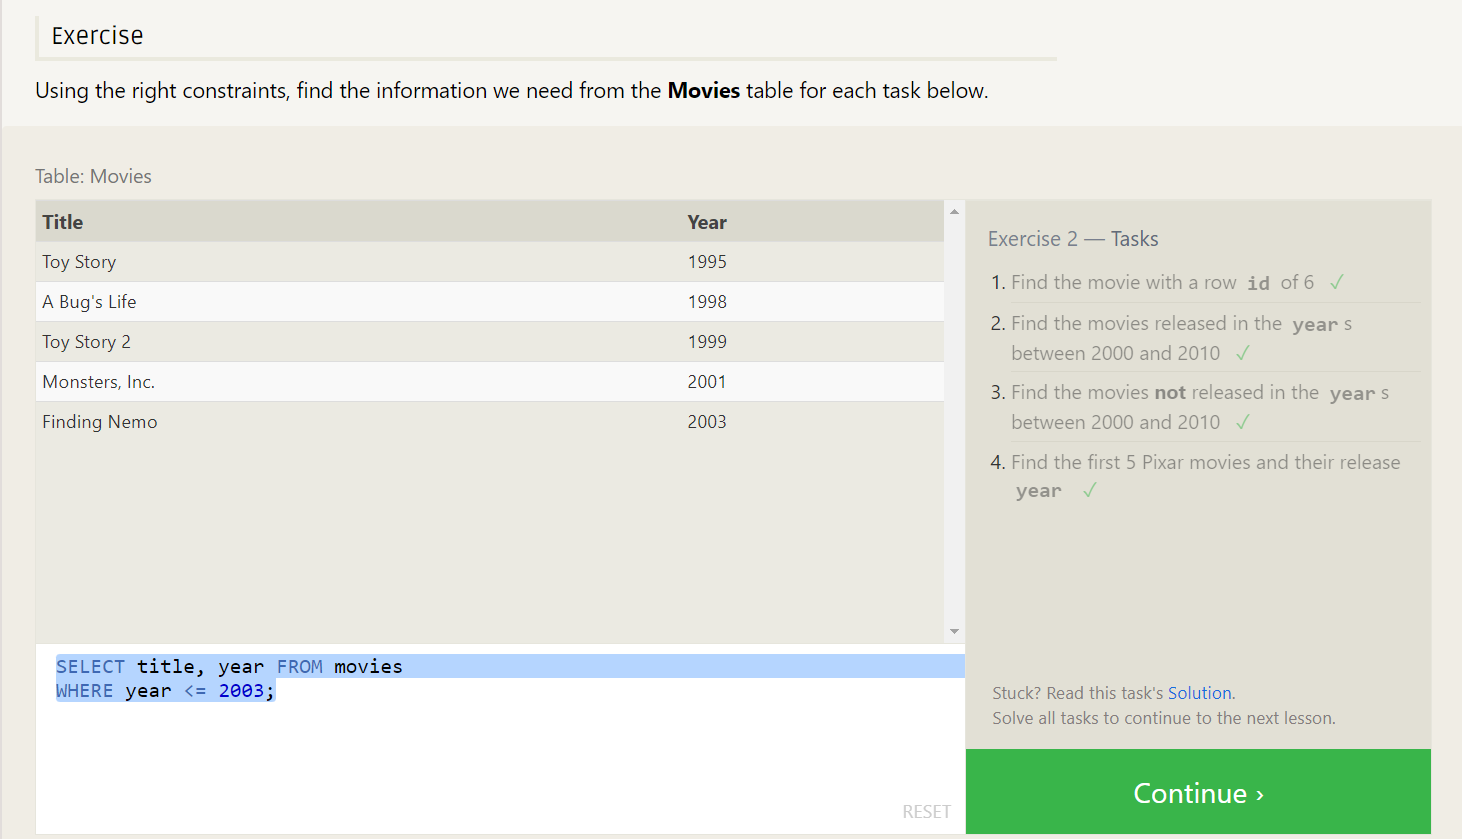 Exercise
Using the right constraints, find the information we need from the Movies table for each task below.
Table: Movies
Title Year
Toy Story 1995
A Bug's Life 1998
Toy Story 2 1999
Monsters, Inc. 2001
Finding Nemo 2003
SELECT title, year FROM movies
WHERE year <= 2003;
RESET
Exercise 2 — Tasks
1. Find the movie with a row id of 6 ✓
2. Find the movies released in the year s
between 2000 and 2010 ✓
3. Find the movies not released in the year s
between 2000 and 2010 ✓
4. Find the first 5 Pixar movies and their release
year ✓
Stuck? Read this task's Solution.
Solve all tasks to continue to the next lesson.
Continue ›